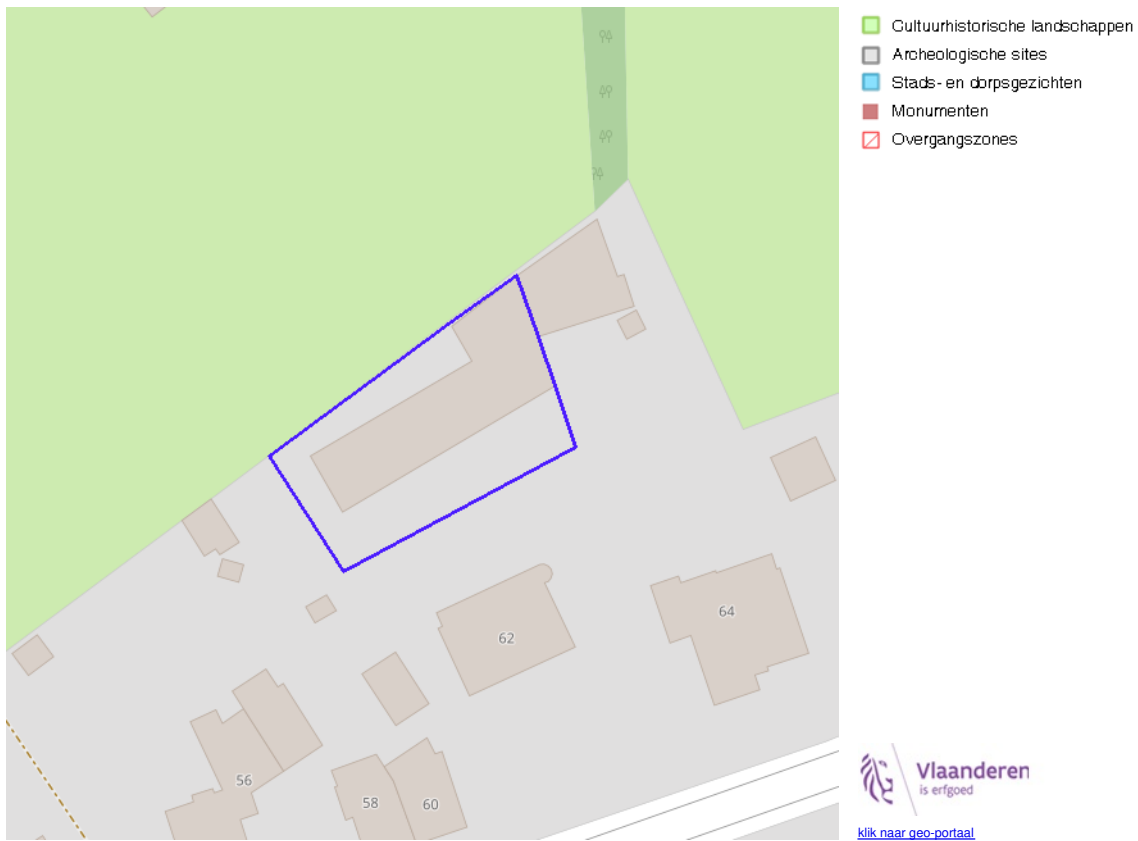 Cultuurhistorische landschappen
Archeologische sites
Stads- en dorpsgezichten
Monumenten
Overgangszones
62
64
56
58
60
Vlaanderen
is erfgoed
klik naar geo-portaal